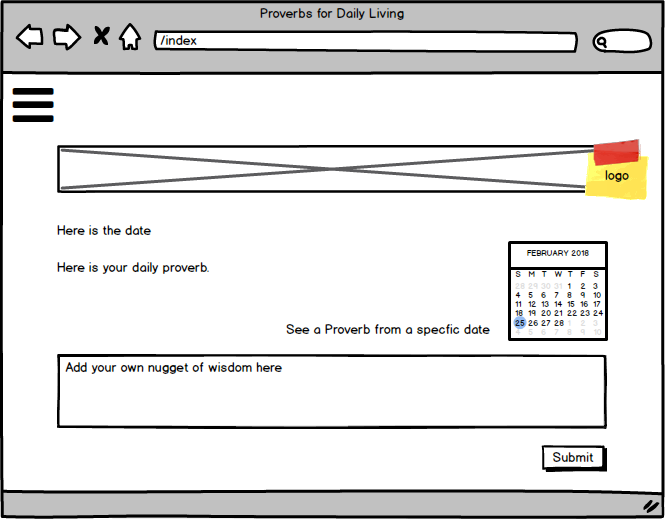 Proverbs for Daily Living
/index
logo
Here is the date
Here is your daily proverb.
FEBRUARY 2018
S M T W T F S
28 29 30 31 1 2 3
4 5 6 7 8 9 10
11 12 13 14 15 16 17
18 19 20 21 22 23 24
25 26 27 28 1 2 3
4 5 6 7 8 9 10
See a Proverb from a specfic date
Add your own nugget of wisdom here
Submit